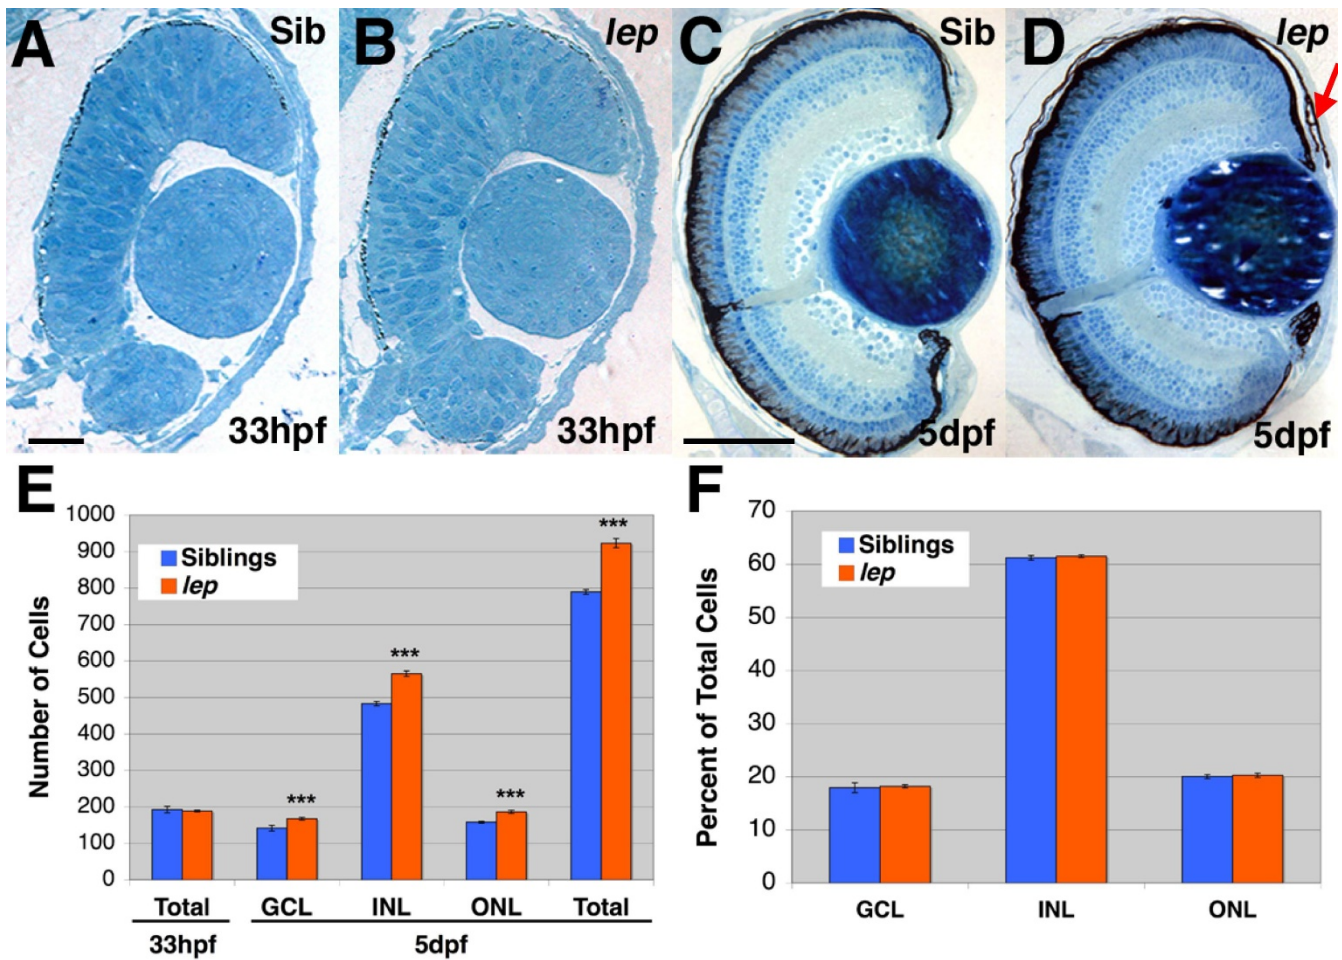 A Sib B lep C Sib D lep
33hpf 33hpf 5dpf 5dpf
E
1000
900
800
700
600
500
400
300
200
100
0
Number of Cells
Siblings
lep
***
***
***
***
Total GCL INL ONL Total
33hpf 5dpf
F
70
60
50
40
30
20
10
0
Percent of Total Cells
Siblings
lep
GCL INL ONL